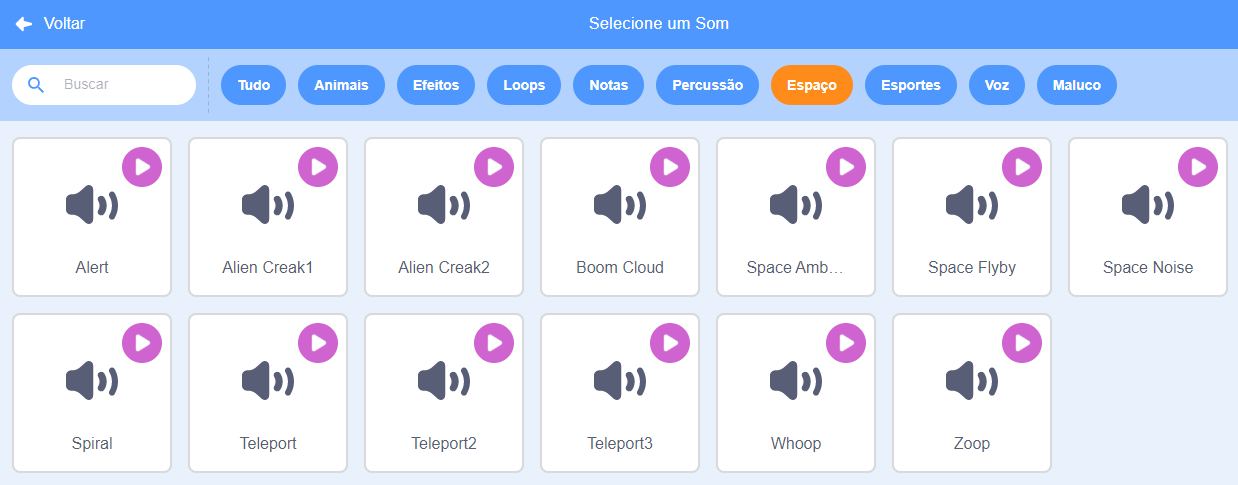 Voltar
Selecione um Som
Buscar
Tudo
Animais
Efeitos
Loops
Notas
Percussão
Espaço
Esportes
Voz
Maluco
Alert
Alien Creak1
Alien Creak2
Boom Cloud
Space Amb...
Space Flyby
Space Noise
Spiral
Teleport
Teleport2
Teleport3
Whoop
Zoop